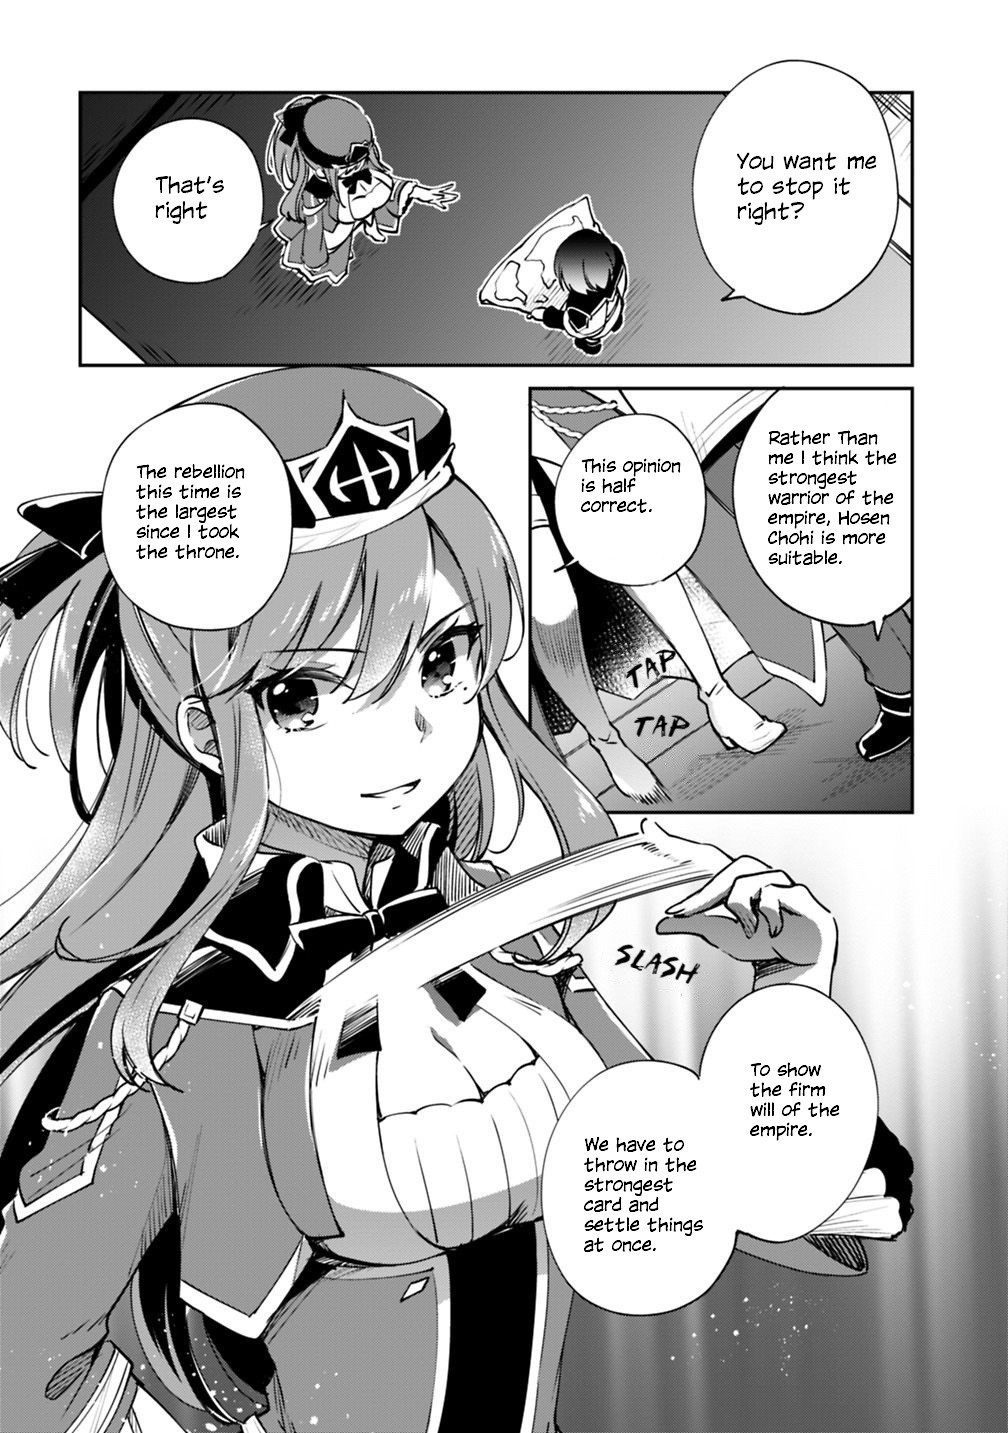 You want me
to stop it
right?
That's
right
Rather Than
me I think the
strongest
warrior of the
empire, Hosen
Chohi is more
suitable.
This opinion
is half
correct.
TAP
TAP
The rebellion
this time is
the largest
since I took
the throne.
SLASH
To show
the firm
will of the
empire.
We have to
throw in the
strongest
card and
settle things
at once.